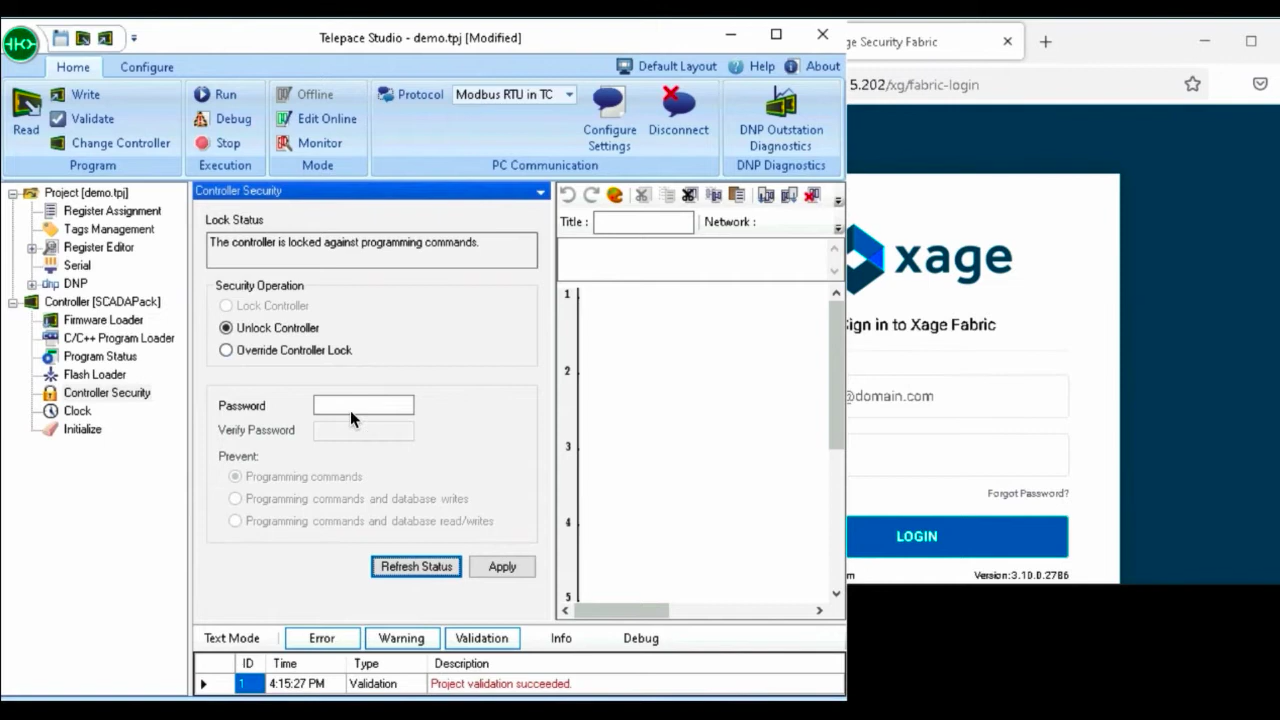 Telepace Studio - demo.tpj [Modified]
Home Configure
Default Layout Help About
Read
Write
Validate
Change Controller
Program
Run
Debug
Stop
Execution
Offline
Edit Online
Monitor
Mode
Protocol Modbus RTU in TC
Configure Settings
Disconnect
PC Communication
DNP Outstation Diagnostics
DNP Diagnostics
Project [demo.tpj]
Register Assignment
Tags Management
Register Editor
Serial
dnp DNP
Controller [SCADAPack]
Firmware Loader
C/C++ Program Loader
Program Status
Flash Loader
Controller Security
Clock
Initialize
Controller Security
Lock Status
The controller is locked against programming commands.
Security Operation
Lock Controller
Unlock Controller
Override Controller Lock
Password
Verify Password
Prevent:
Programming commands
Programming commands and database writes
Programming commands and database read/writes
Refresh Status Apply
Title : Network :
1
2
3
4
5
Text Mode Error Warning Validation Info Debug
ID Time Type Description
1 4:15:27 PM Validation Project validation succeeded.
ge Security Fabric
5.202/xg/fabric-login
xage
Sign in to Xage Fabric
@domain.com
Forgot Password?
LOGIN
m Version:3.10.0.2786